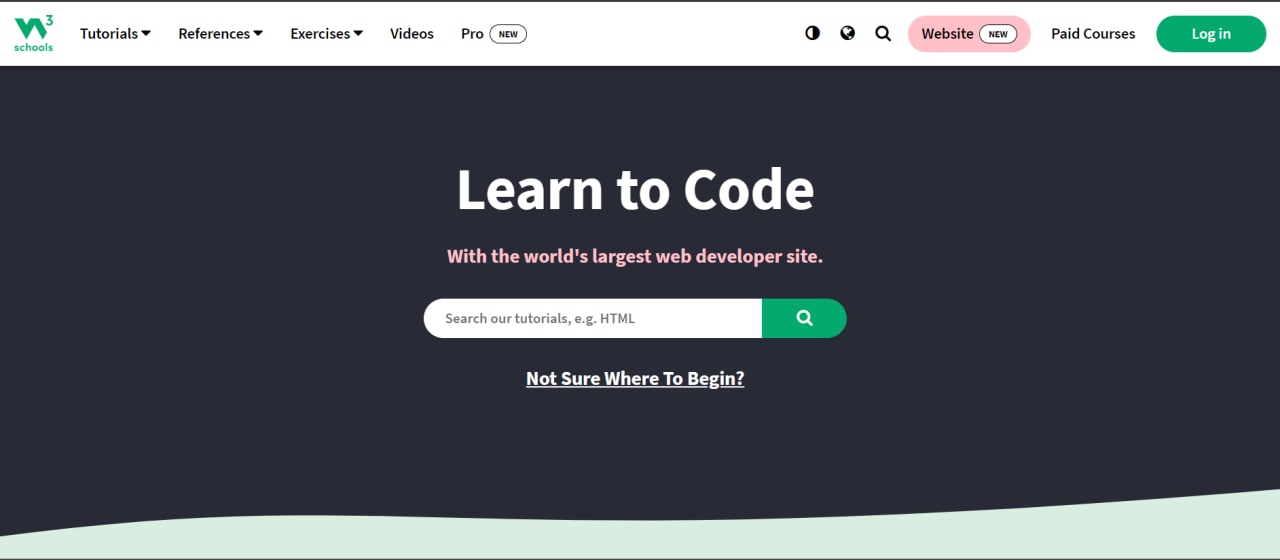 W3 schools
Tutorials References Exercises Videos Pro NEW Website NEW Paid Courses Log in
Learn to Code
With the world's largest web developer site.
Search our tutorials, e.g. HTML
Not Sure Where To Begin?